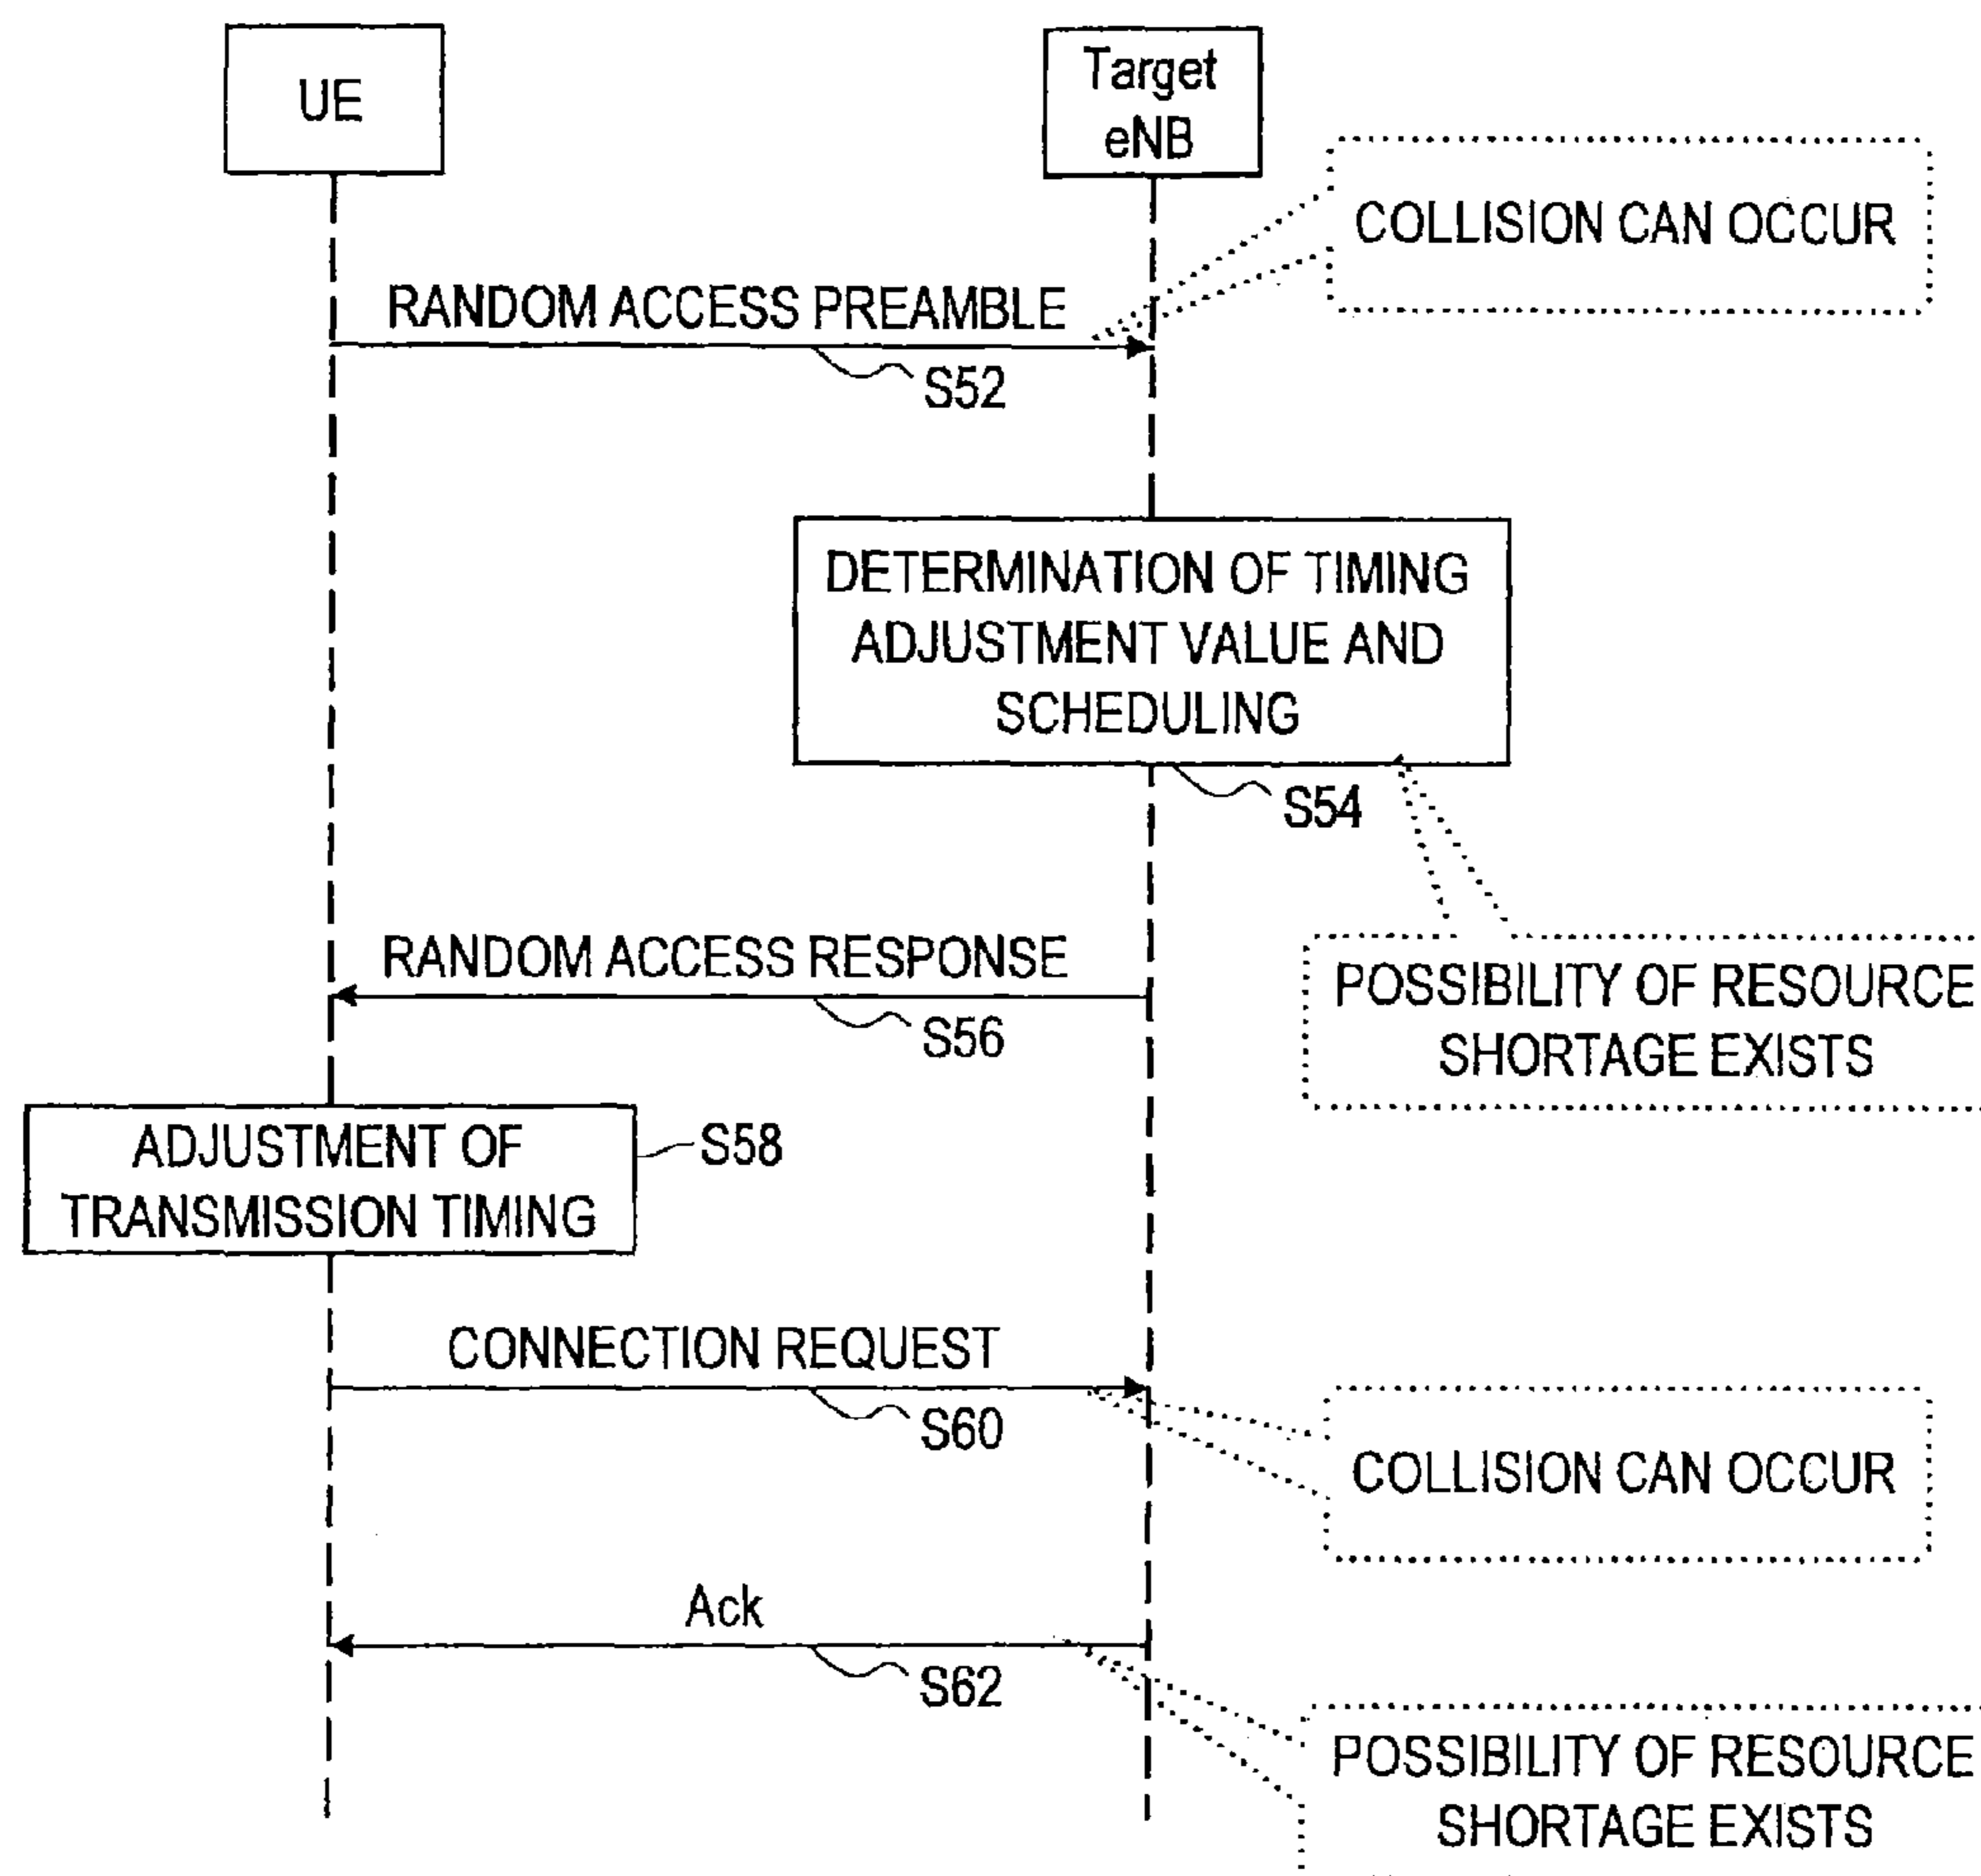 UE
Target
eNB
COLLISION CAN OCCUR
RANDOM ACCESS PREAMBLE
S52
DETERMINATION OF TIMING
ADJUSTMENT VALUE AND
SCHEDULING
S54
RANDOM ACCESS RESPONSE
S56
POSSIBILITY OF RESOURCE
SHORTAGE EXISTS
ADJUSTMENT OF
TRANSMISSION TIMING
S58
CONNECTION REQUEST
S60
COLLISION CAN OCCUR
Ack
S62
POSSIBILITY OF RESOURCE
SHORTAGE EXISTS